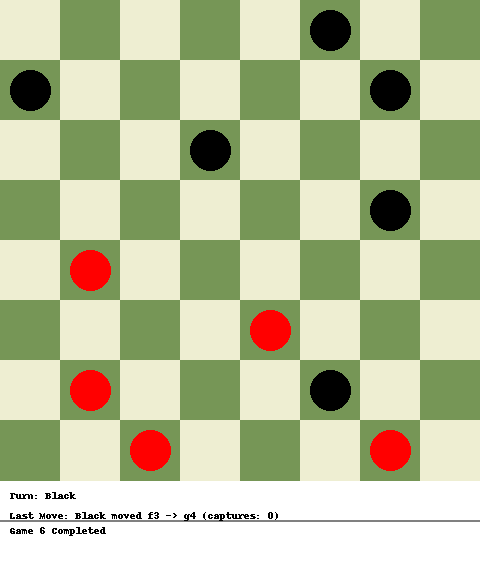 Turn: Black
Last Move: Black moved f3 -> g4 (captures: 0)
Game 6 Completed